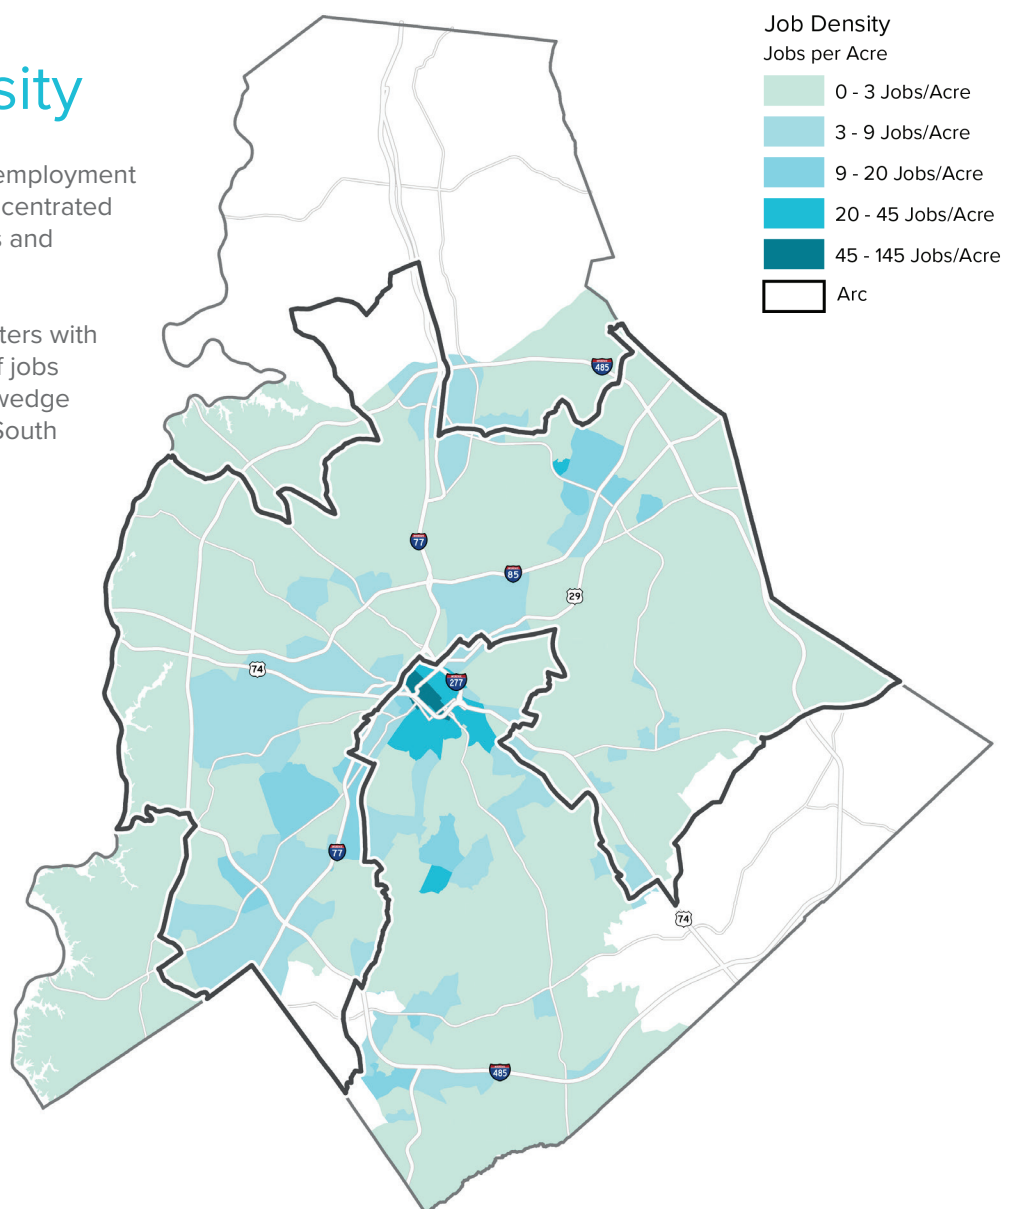 sity
employment
centrated
s and
ters with
f jobs
wedge
South
Job Density
Jobs per Acre
0 - 3 Jobs/Acre
3 - 9 Jobs/Acre
9 - 20 Jobs/Acre
20 - 45 Jobs/Acre
45 - 145 Jobs/Acre
Arc
485
77
85
29
74
277
77
74
485